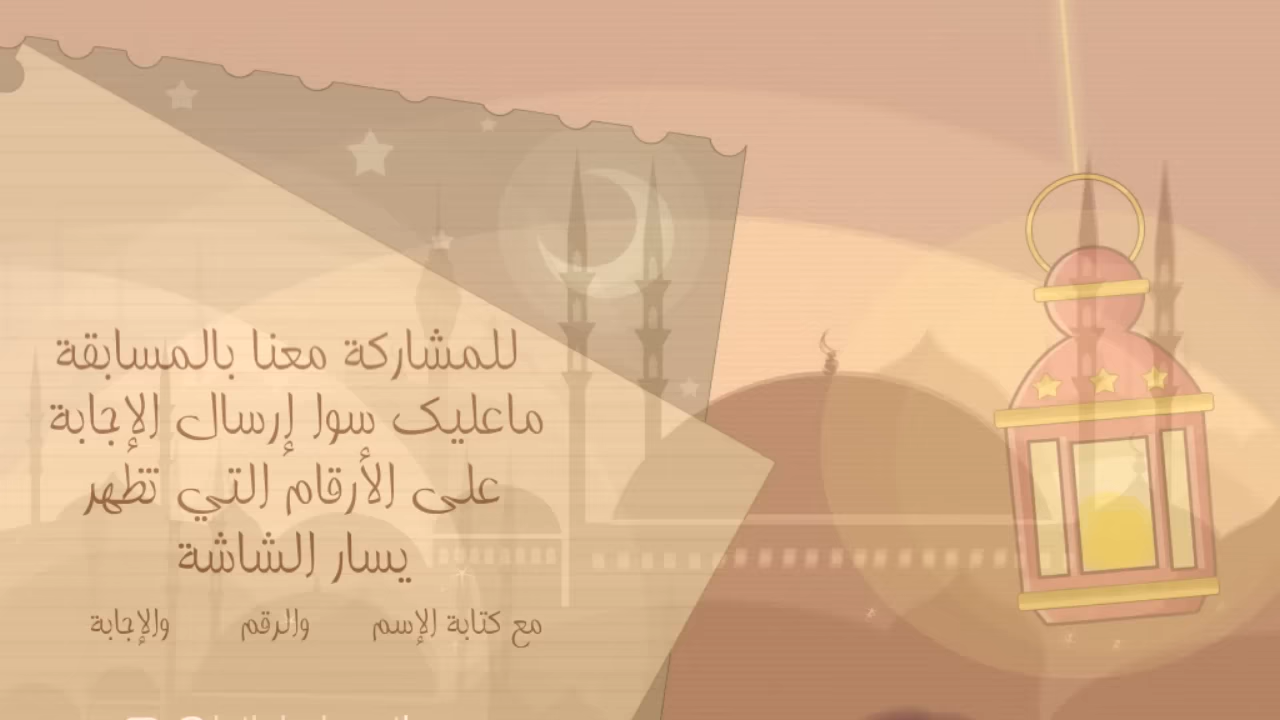 للمشاركة معنا بالمسابقة
ماعليك سوا إرسال الإجابة
على الأرقام التي تظهر
يسار الشاشة
مع كتابة الإسم والرقم والإجابة